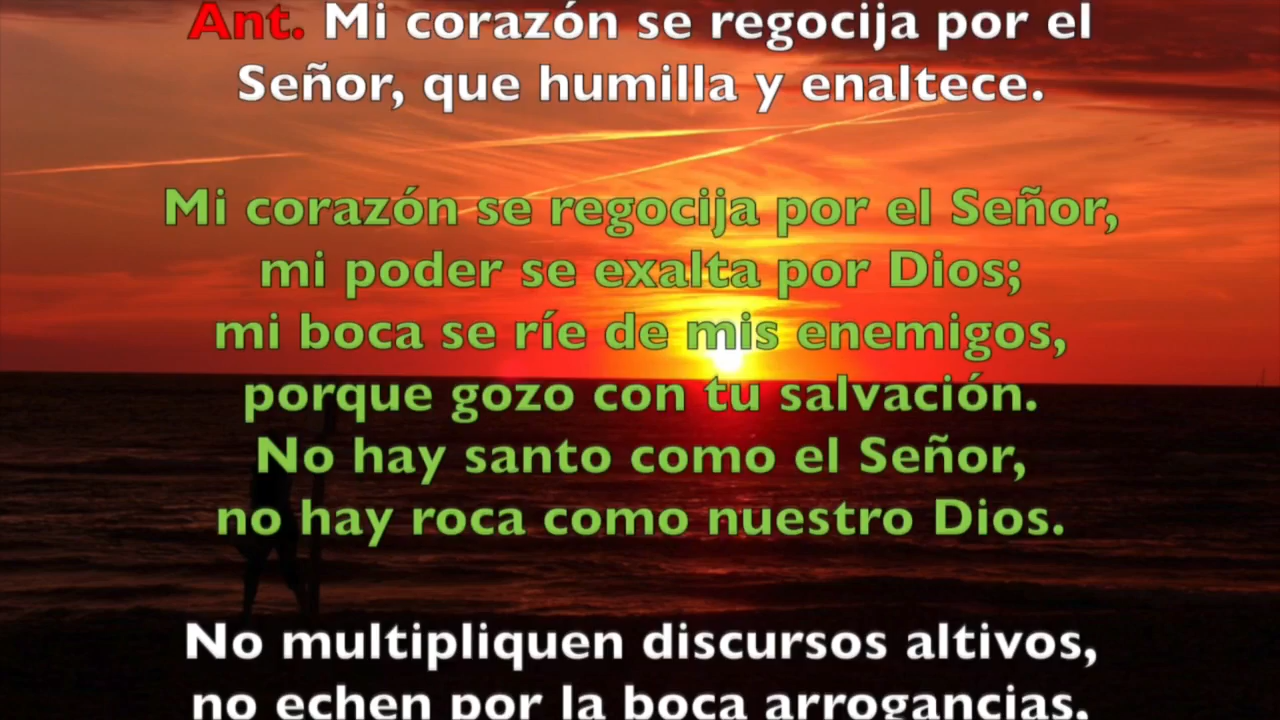 Ant. Mi corazón se regocija por el
Señor, que humilla y enaltece.
Mi corazón se regocija por el Señor,
mi poder se exalta por Dios;
mi boca se ríe de mis enemigos,
porque gozo con tu salvación.
No hay santo como el Señor,
no hay roca como nuestro Dios.
No multipliquen discursos altivos,
no echen por la boca arrogancias,